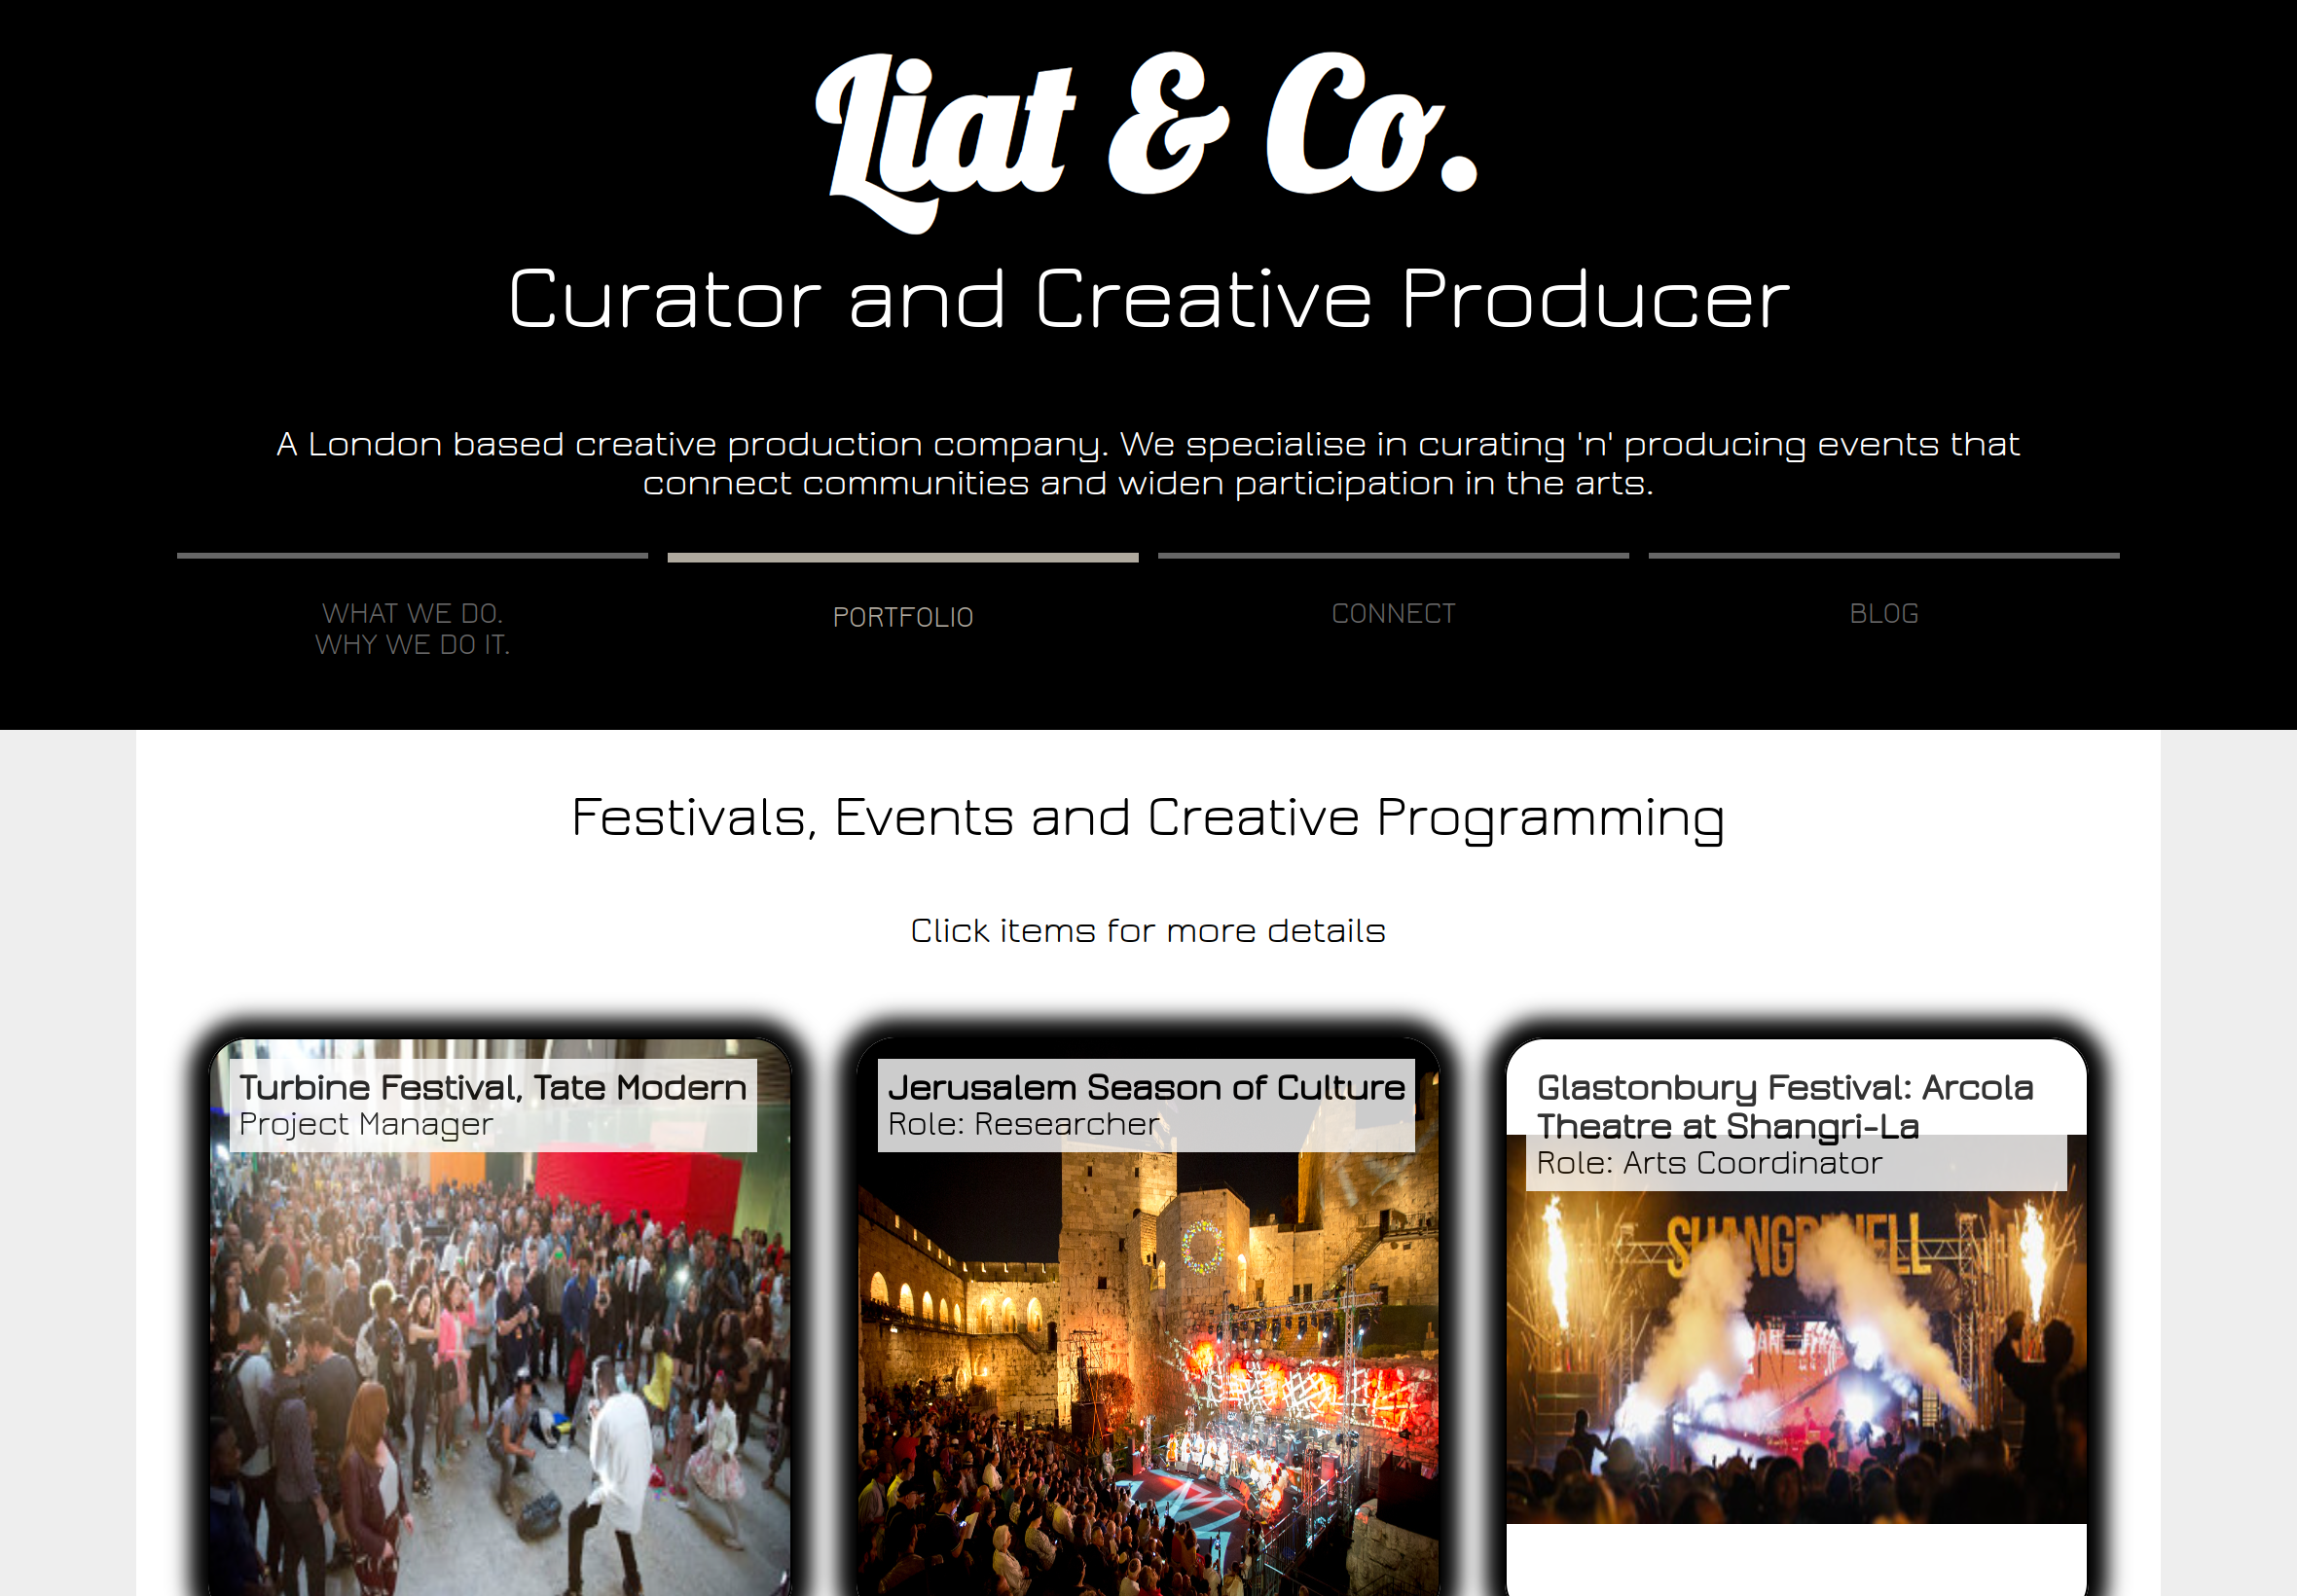 Liat & Co.
Curator and Creative Producer
A London based creative production company. We specialise in curating 'n' producing events that
connect communities and widen participation in the arts.
WHAT WE DO.
WHY WE DO IT.
PORTFOLIO
CONNECT
BLOG
Festivals, Events and Creative Programming
Click items for more details
Turbine Festival, Tate Modern
Project Manager
Jerusalem Season of Culture
Role: Researcher
Glastonbury Festival: Arcola
Theatre at Shangri-La
Role: Arts Coordinator